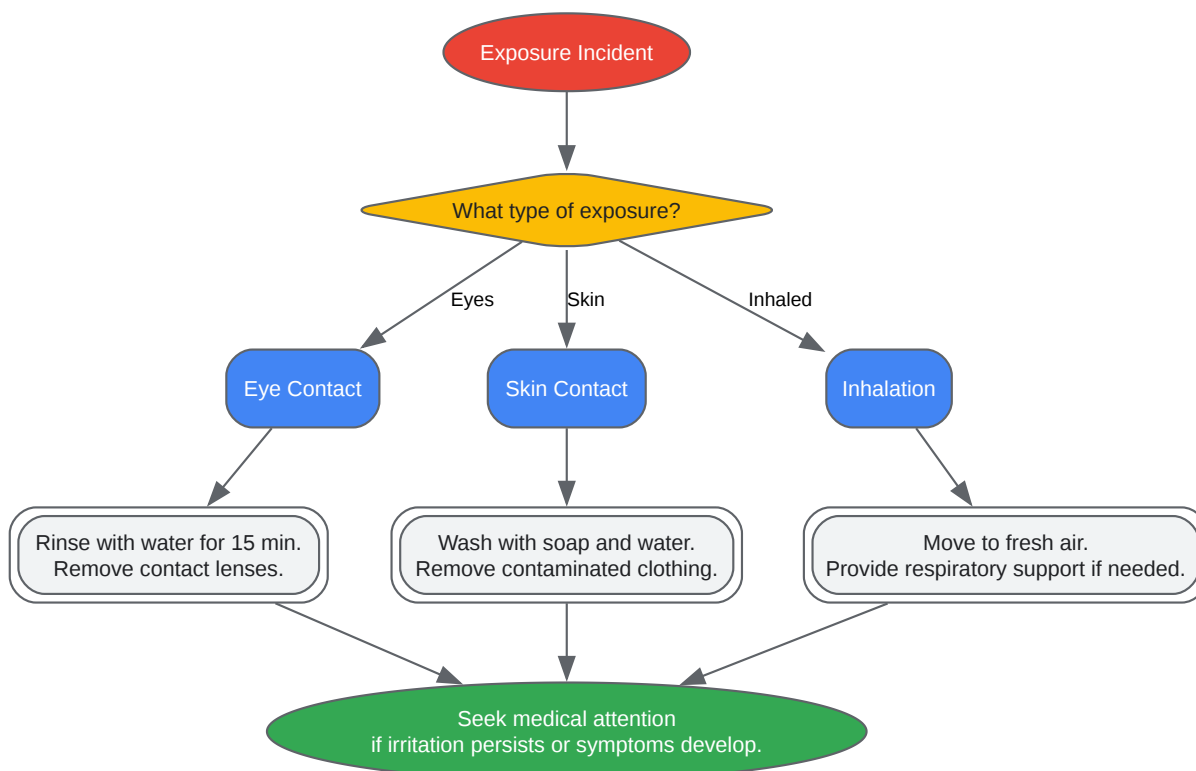 Exposure Incident
What type of exposure?
Eyes
Skin
Inhaled
Eye Contact
Skin Contact
Inhalation
Rinse with water for 15 min.
Remove contact lenses.
Wash with soap and water.
Remove contaminated clothing.
Move to fresh air.
Provide respiratory support if needed.
Seek medical attention
if irritation persists or symptoms develop.